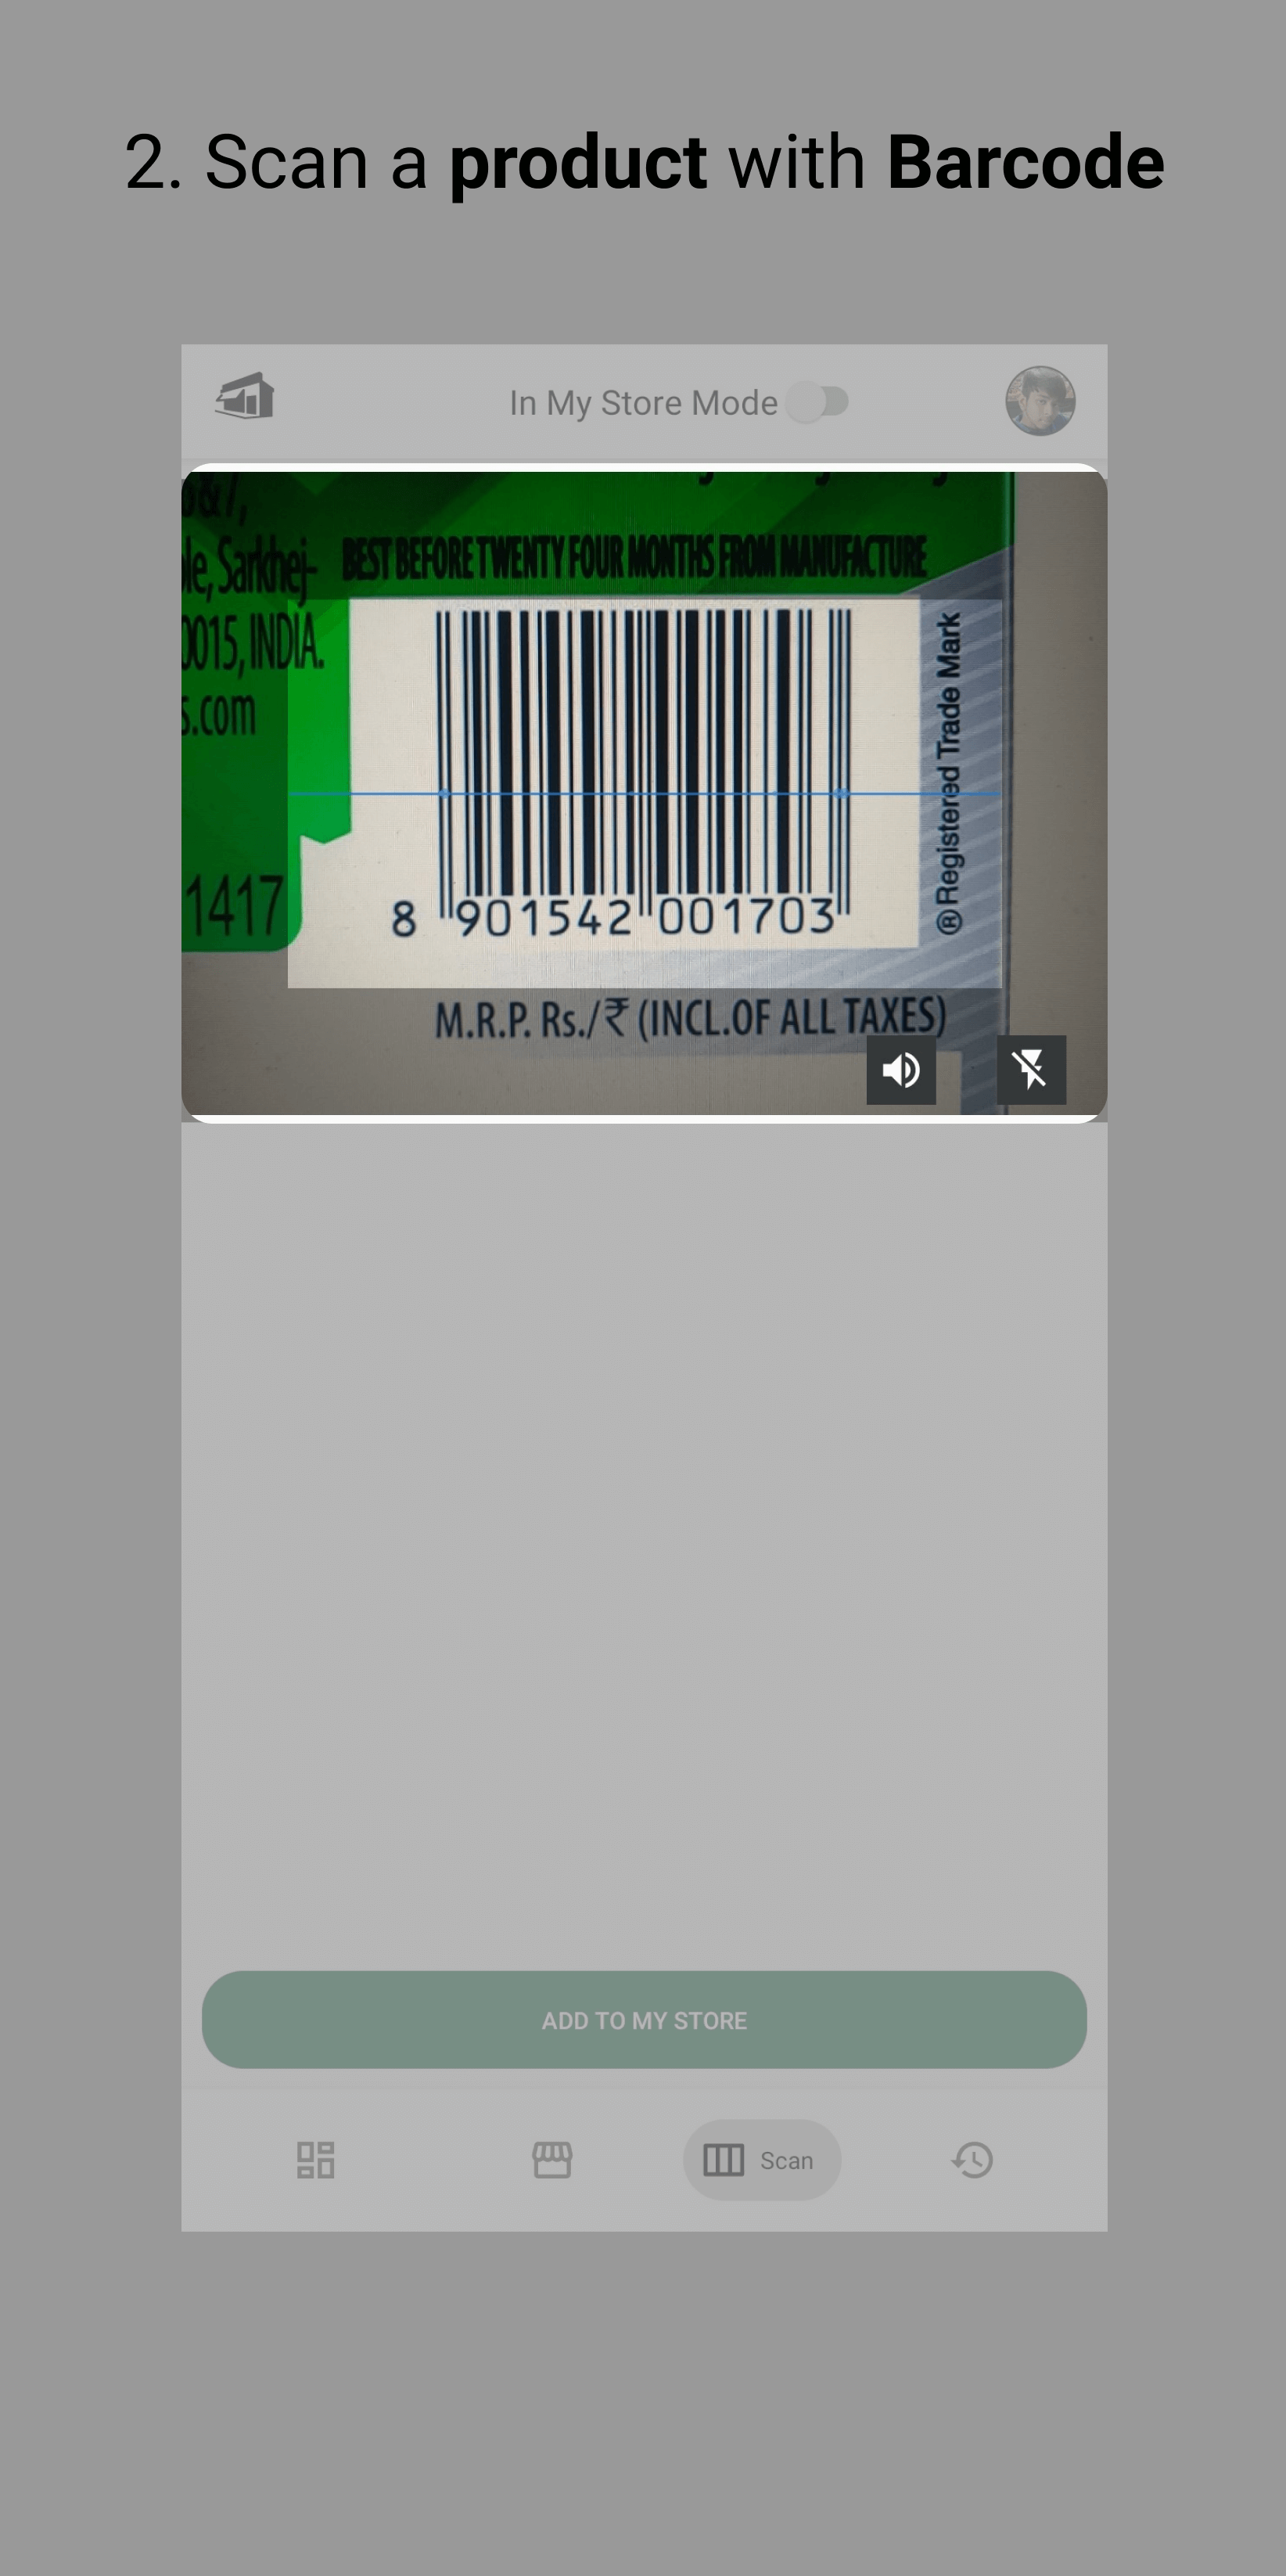 2. Scan a product with Barcode
In My Store Mode
le, Sarkhej-
0015, INDIA.
s.com
1417
BEST BEFORE TWENTY FOUR MONTHS FROM MANUFACTURE
8 901542 001703
®Registered Trade Mark
M.R.P. Rs./₹ (INCL.OF ALL TAXES)
ADD TO MY STORE
Scan